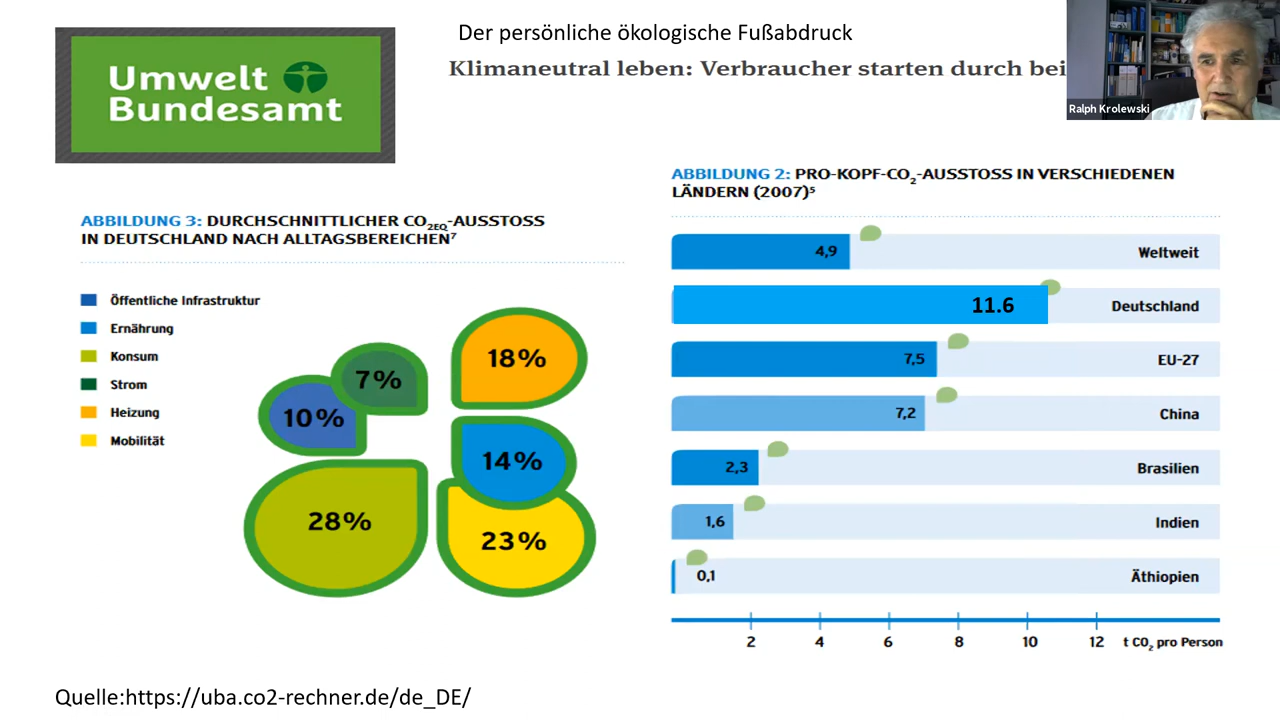 Der persönliche ökologische Fußabdruck
Klimaneutral leben: Verbraucher starten durch bei
Umwelt
Bundesamt
Ralph Krolewski
ABBILDUNG 3: DURCHSCHNITTLICHER CO2EQ-AUSSTOSS
IN DEUTSCHLAND NACH ALLTAGSBEREICHEN⁷
Öffentliche Infrastruktur
Ernährung
Konsum
Strom
Heizung
Mobilität
18%
7%
10%
14%
28%
23%
ABBILDUNG 2: PRO-KOPF-CO₂-AUSSTOSS IN VERSCHIEDENEN
LÄNDERN (2007)⁵
4,9 Weltweit
11.6 Deutschland
7,5 EU-27
7,2 China
2,3 Brasilien
1,6 Indien
0,1 Äthiopien
2 4 6 8 10 12 t CO₂ pro Person
Quelle:https://uba.co2-rechner.de/de_DE/